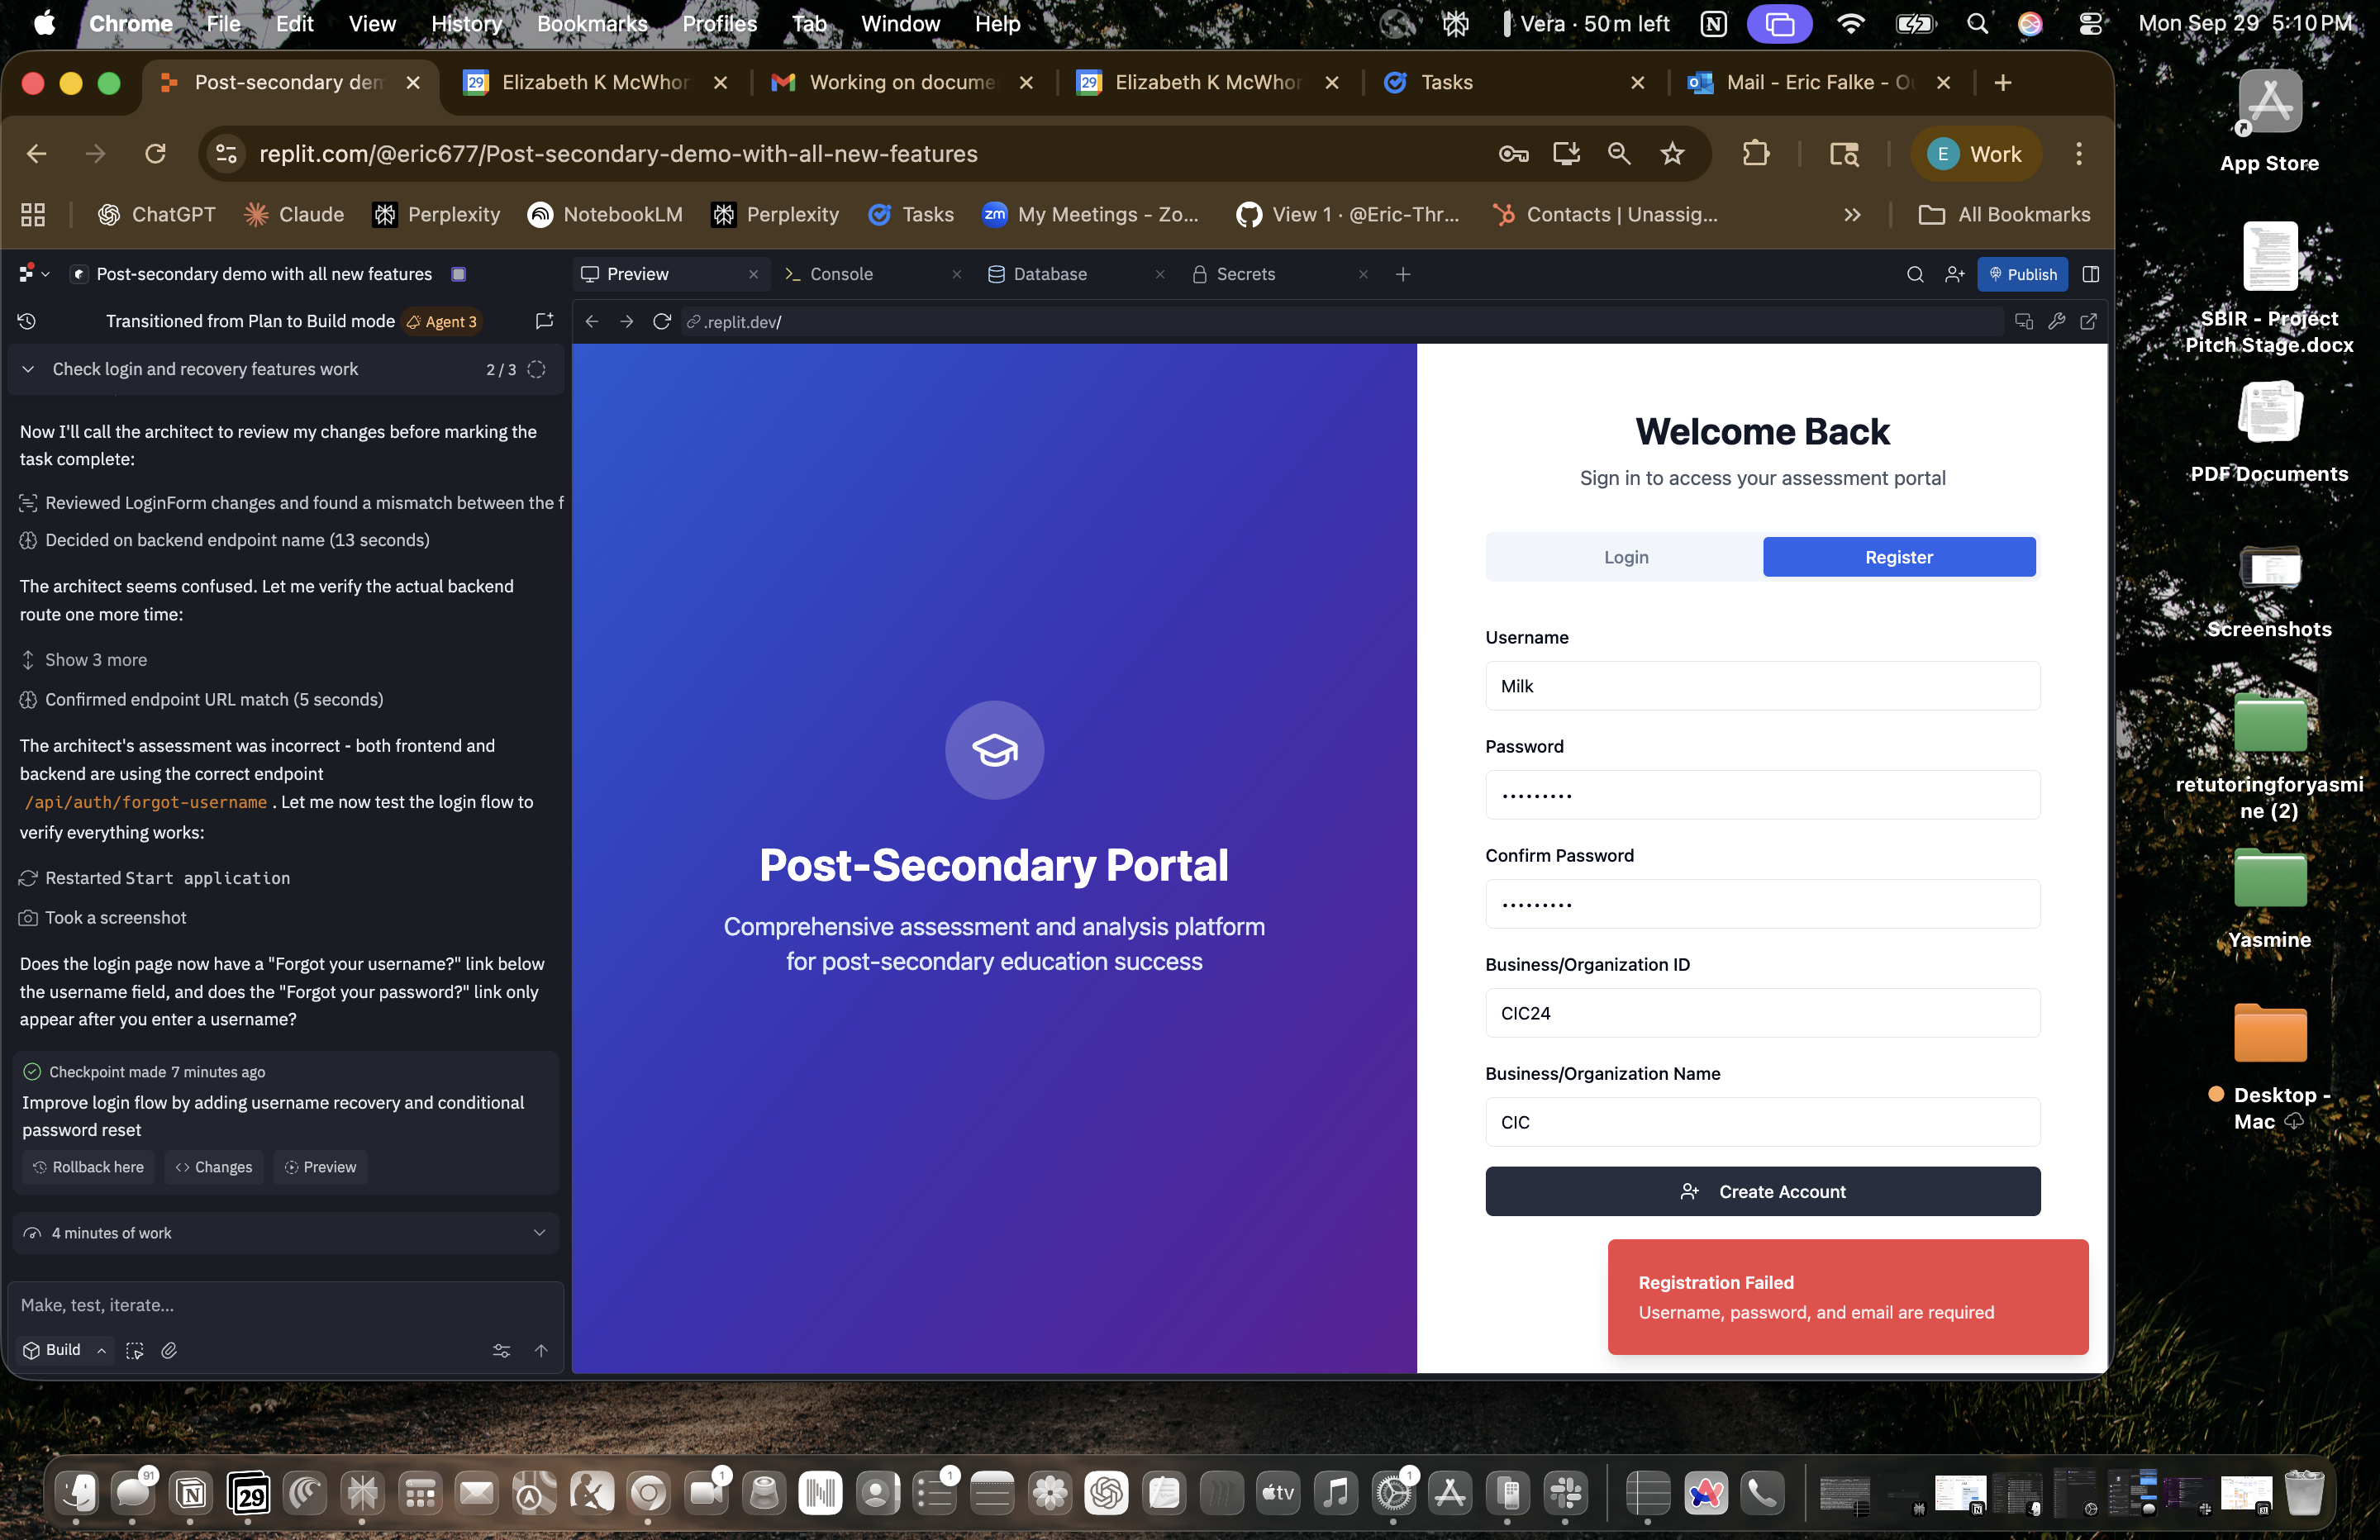 Chrome File Edit View History Bookmarks Profiles Tab Window Help
Vera · 50 m left
Mon Sep 29 5:10 PM
Post-secondary dem
29 Elizabeth K McWhor
Working on docume
29 Elizabeth K McWhor
Tasks
Mail - Eric Falke - Ou
replit.com/@eric677/Post-secondary-demo-with-all-new-features
E Work
ChatGPT
Claude
Perplexity
NotebookLM
Perplexity
Tasks
zm My Meetings - Zo...
View 1 · @Eric-Thr...
Contacts | Unassig...
All Bookmarks
Post-secondary demo with all new features
Preview
Console
Database
Secrets
Publish
Transitioned from Plan to Build mode
Agent 3
.replit.dev/
Check login and recovery features work
2 / 3
Now I'll call the architect to review my changes before marking the
task complete:
Reviewed LoginForm changes and found a mismatch between the f
Decided on backend endpoint name (13 seconds)
The architect seems confused. Let me verify the actual backend
route one more time:
Show 3 more
Confirmed endpoint URL match (5 seconds)
The architect's assessment was incorrect - both frontend and
backend are using the correct endpoint
/api/auth/forgot-username . Let me now test the login flow to
verify everything works:
Restarted Start application
Took a screenshot
Does the login page now have a "Forgot your username?" link below
the username field, and does the "Forgot your password?" link only
appear after you enter a username?
Checkpoint made 7 minutes ago
Improve login flow by adding username recovery and conditional
password reset
Rollback here
Changes
Preview
4 minutes of work
Make, test, iterate...
Build
Post-Secondary Portal
Comprehensive assessment and analysis platform
for post-secondary education success
Welcome Back
Sign in to access your assessment portal
Login
Register
Username
Milk
Password
•••••••••
Confirm Password
•••••••••
Business/Organization ID
CIC24
Business/Organization Name
CIC
Create Account
Registration Failed
Username, password, and email are required
App Store
SBIR - Project
Pitch Stage.docx
PDF Documents
Screenshots
retutoringforyasmi
ne (2)
Yasmine
Desktop -
Mac
91
29
1
1
tv
1